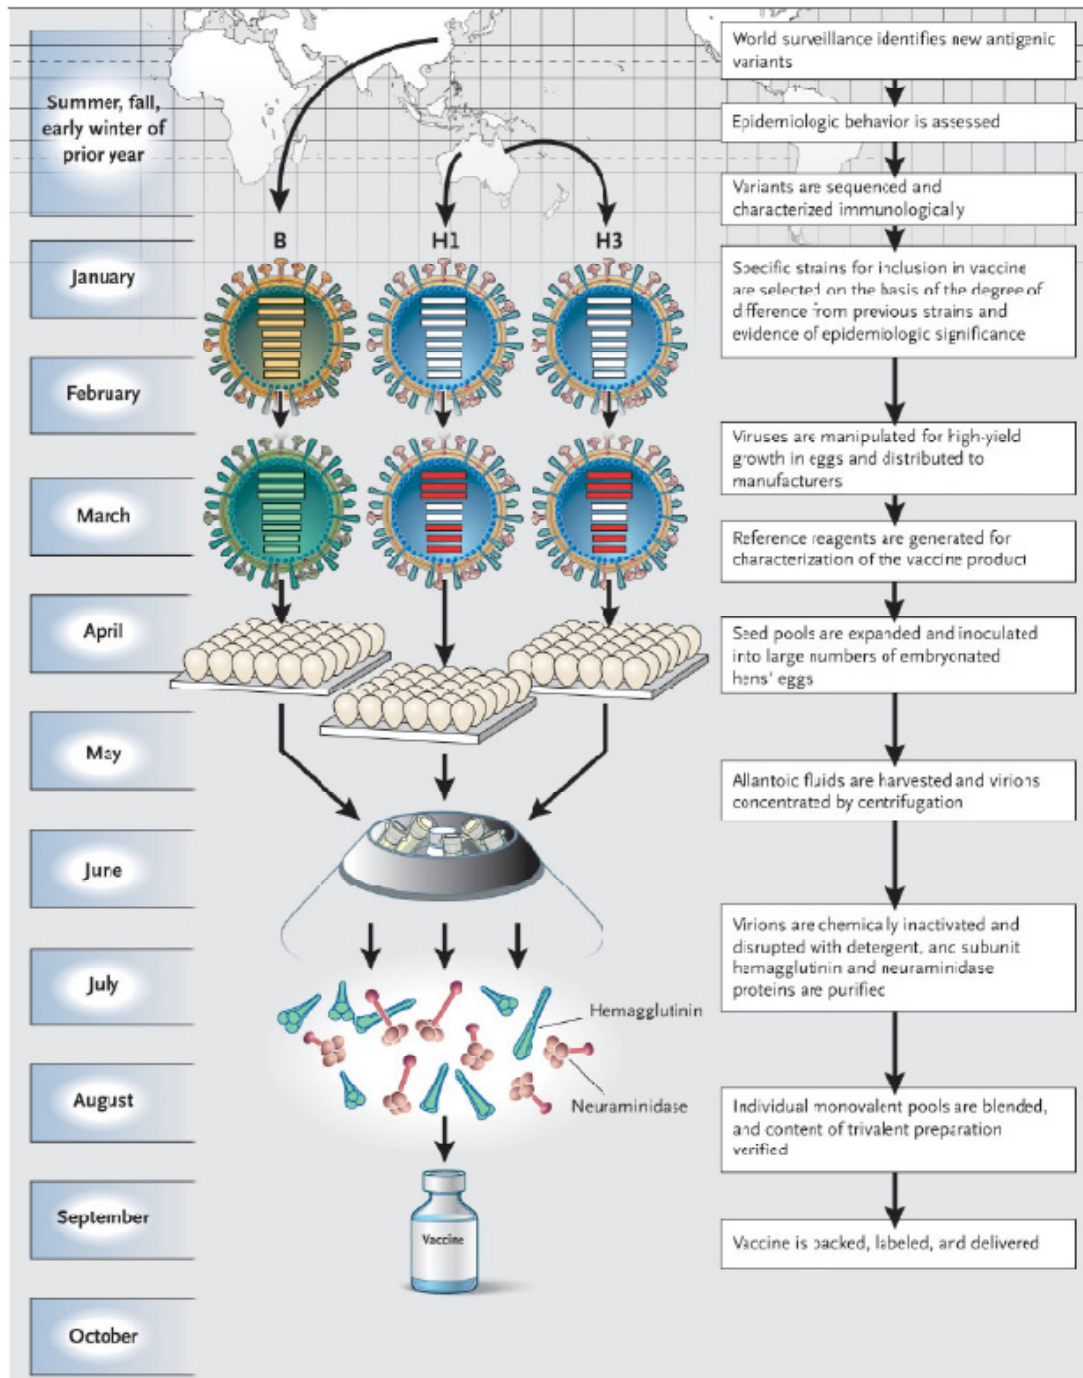 Summer, fall,
early winter of
prior year
January
February
March
April
May
June
July
August
September
October
B
H1
H3
Hemagglutinin
Neuraminidase
Vaccine
World surveillance identifies new antigenic
variants
Epidemiologic behavior is assessed
Variants are sequenced and
characterized immunologically
Specific strains for inclusion in vaccine
are selected on the basis of the degree of
difference from previous strains and
evidence of epidemiologic significance
Viruses are manipulated for high-yield
growth in eggs and distributed to
manufacturers
Reference reagents are generated for
characterization of the vaccine product
Seed pools are expanded and inoculated
into large numbers of embryonated
hens' eggs
Allantoic fluids are harvested and virions
concentrated by centrifugation
Virions are chemically inactivated and
disrupted with detergent, and subunit
hemagglutinin and neuraminidase
proteins are purified
Individual monovalent pools are blended,
and content of trivalent preparation
verified
Vaccine is packed, labeled, and delivered